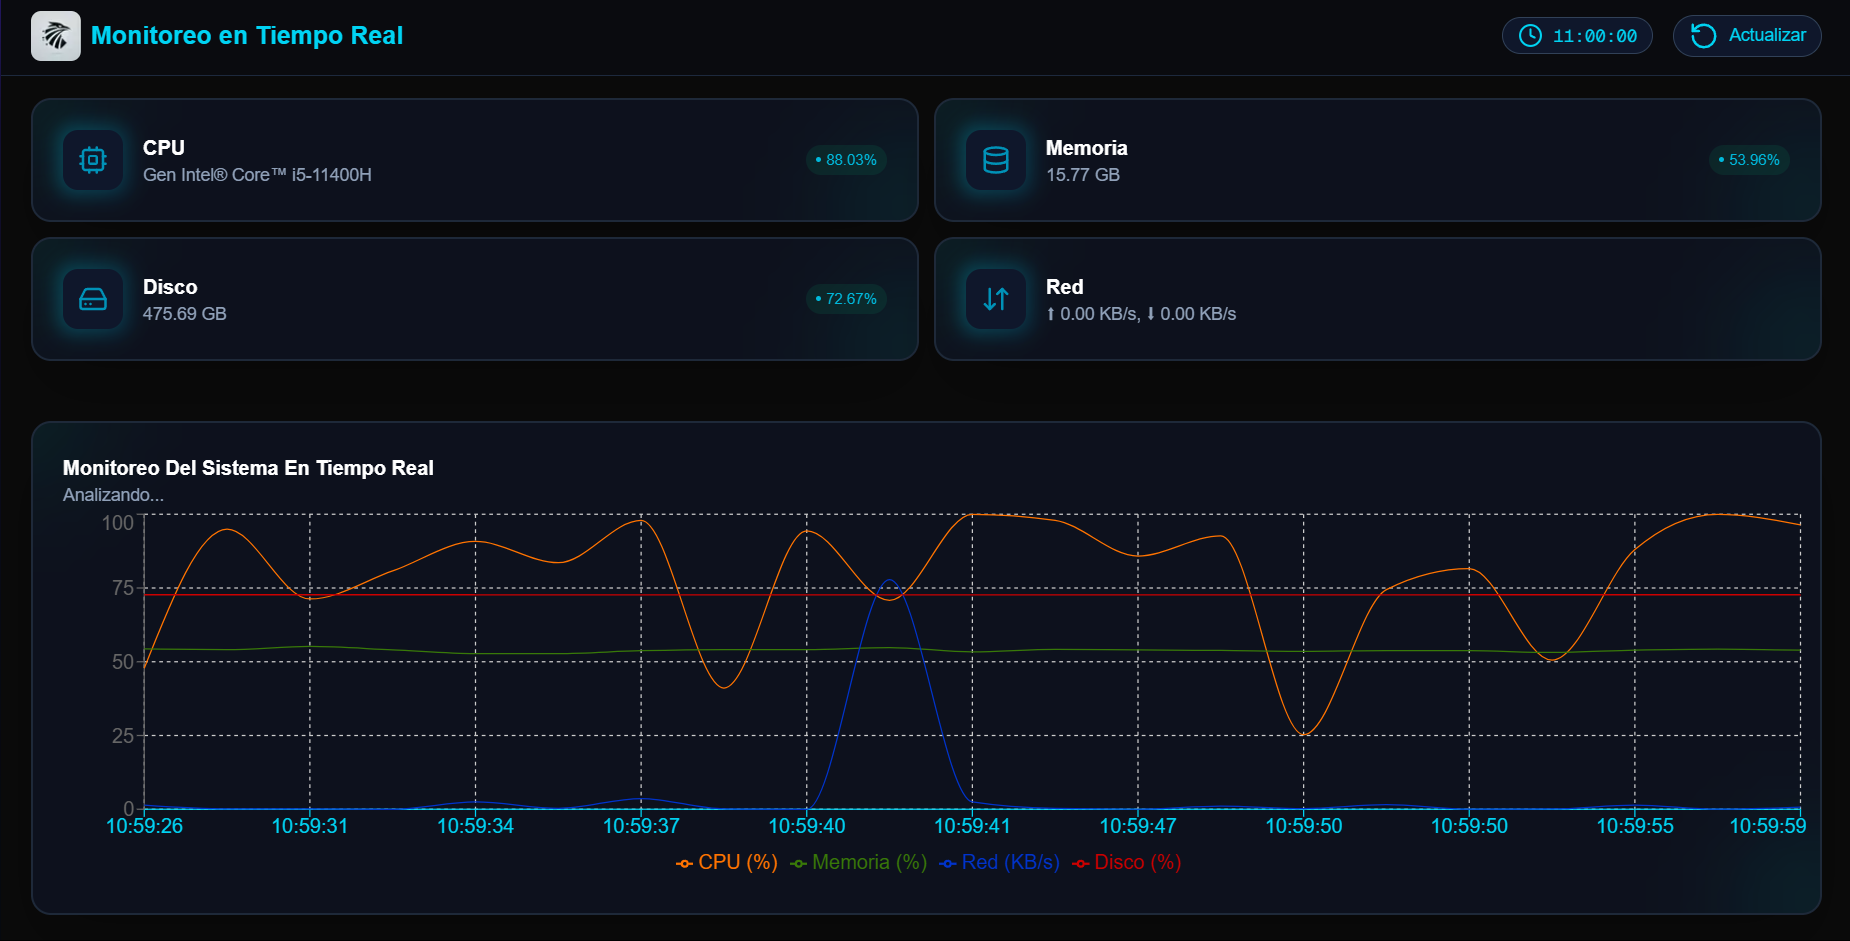 Monitoreo en Tiempo Real
11:00:00
Actualizar
CPU
Gen Intel® Core™ i5-11400H
• 88.03%
Memoria
15.77 GB
• 53.96%
Disco
475.69 GB
• 72.67%
Red
⬆ 0.00 KB/s, ⬇ 0.00 KB/s
Monitoreo Del Sistema En Tiempo Real
Analizando...
100
75
50
25
0
10:59:26 10:59:31 10:59:34 10:59:37 10:59:40 10:59:41 10:59:47 10:59:50 10:59:50 10:59:55 10:59:59
CPU (%) Memoria (%) Red (KB/s) Disco (%)